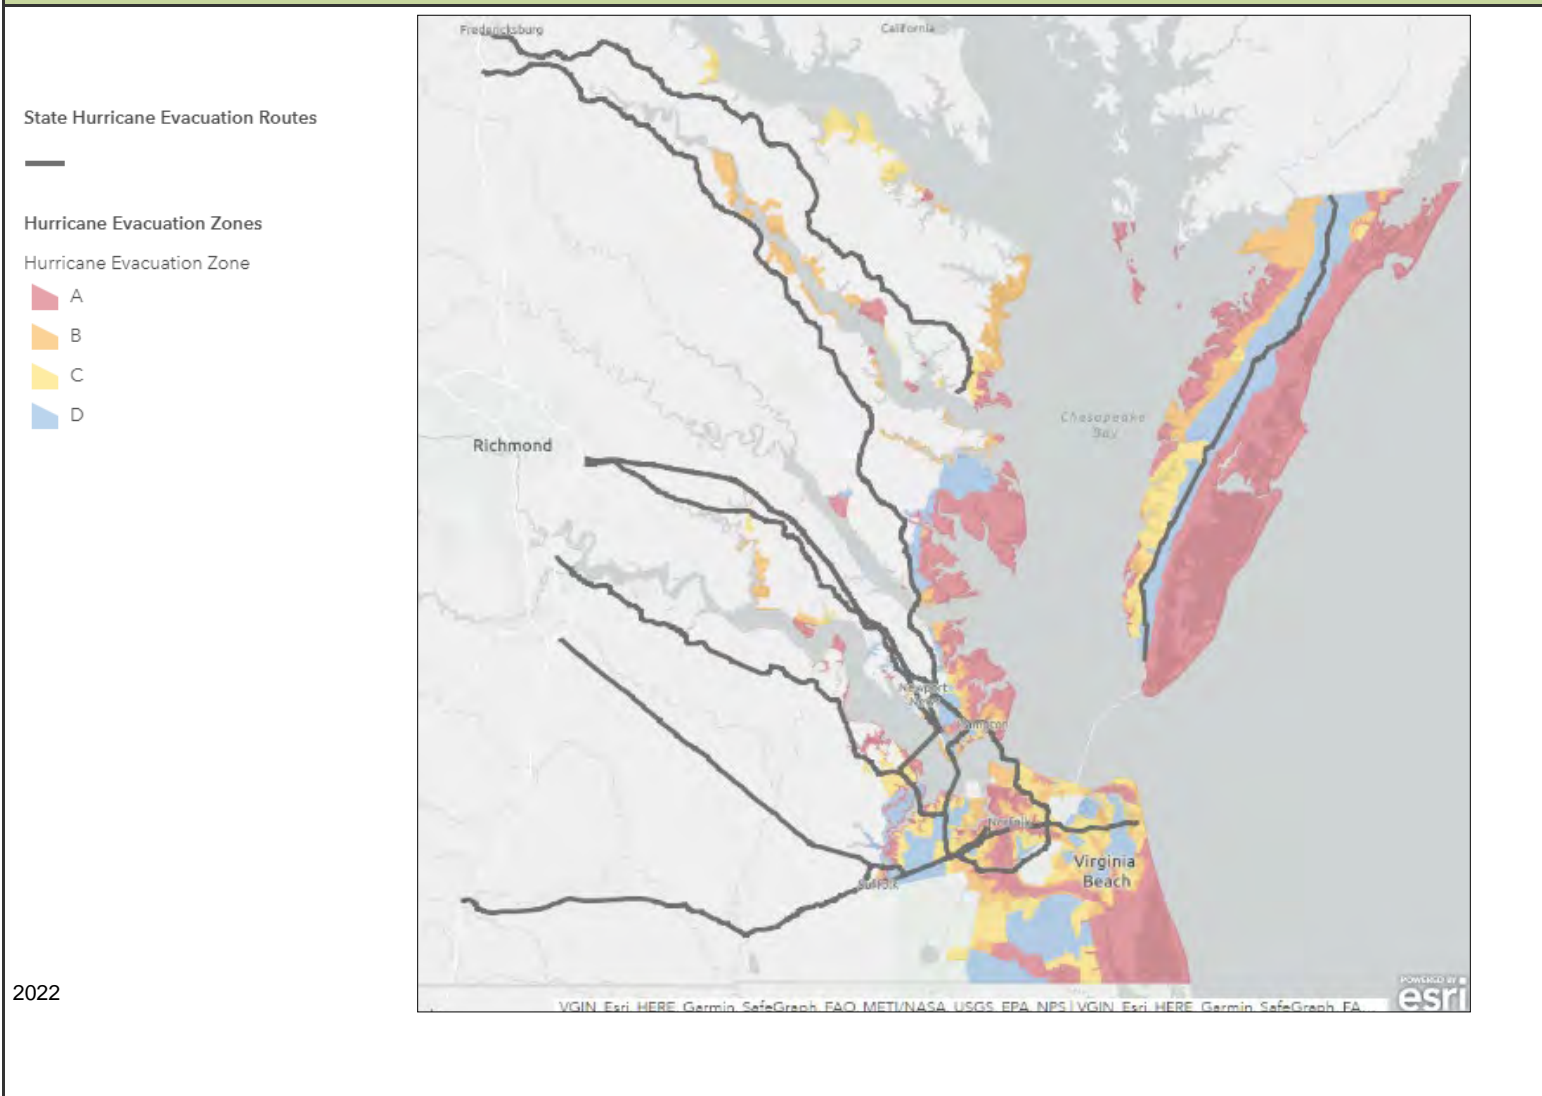 Fredericksburg
California
State Hurricane Evacuation Routes
Hurricane Evacuation Zones
Hurricane Evacuation Zone
A
B
C
D
Richmond
Chesapeake
Bay
Newport
News
Hampton
Norfolk
Virginia
Beach
Suffolk
2022
POWERED BY
esri
VGIN, Esri, HERE, Garmin, SafeGraph, FAO, METI/NASA, USGS, EPA, NPS | VGIN, Esri, HERE, Garmin, SafeGraph, FA...